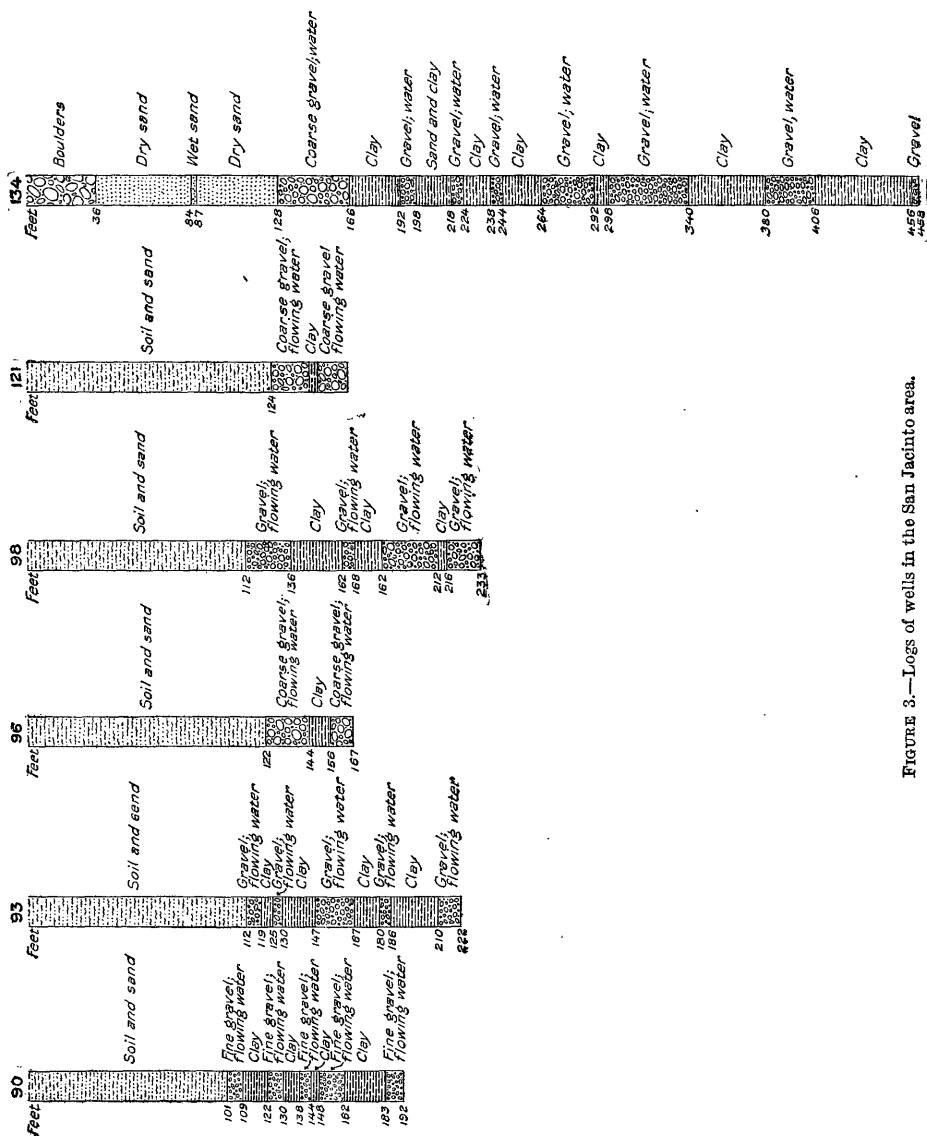 90
Feet
Soil and sand
101
Fine gravel;
flowing water
109
Clay
122
Fine gravel;
flowing water
130
Clay
138
Fine gravel;
flowing water
144
Clay
148
Fine gravel;
flowing water
162
Clay
183
Fine gravel;
flowing water
192
93
Feet
Soil and send
112
Gravel;
flowing water
119
Clay
125
Gravel;
flowing water
130
Clay
147
Gravel;
flowing water
167
Clay
180
Gravel;
flowing water
186
Clay
210
Gravel;
flowing water
222
96
Feet
Soil and sand
122
Coarse gravel;
flowing water
144
Clay
156
Coarse gravel;
flowing water
167
98
Feet
Soil and sand
112
Gravel;
flowing water
136
Clay
162
Gravel;
flowing water
168
Clay
162
Gravel;
flowing water
212
Clay
216
Gravel;
flowing water
233
121
Feet
Soil and sand
124
Coarse gravel;
flowing water
Clay
Coarse gravel
flowing water
134
Feet
Boulders
36
Dry sand
84
Wet sand
87
Dry sand
128
Coarse gravel; water
166
Clay
192
Gravel; water
198
Sand and clay
218
Gravel; water
224
Clay
238
Gravel; water
244
Clay
264
Gravel; water
292
Clay
298
Gravel; water
340
Clay
380
Gravel, water
406
Clay
456
Gravel
458
FIGURE 3.—Logs of wells in the San Jacinto area.